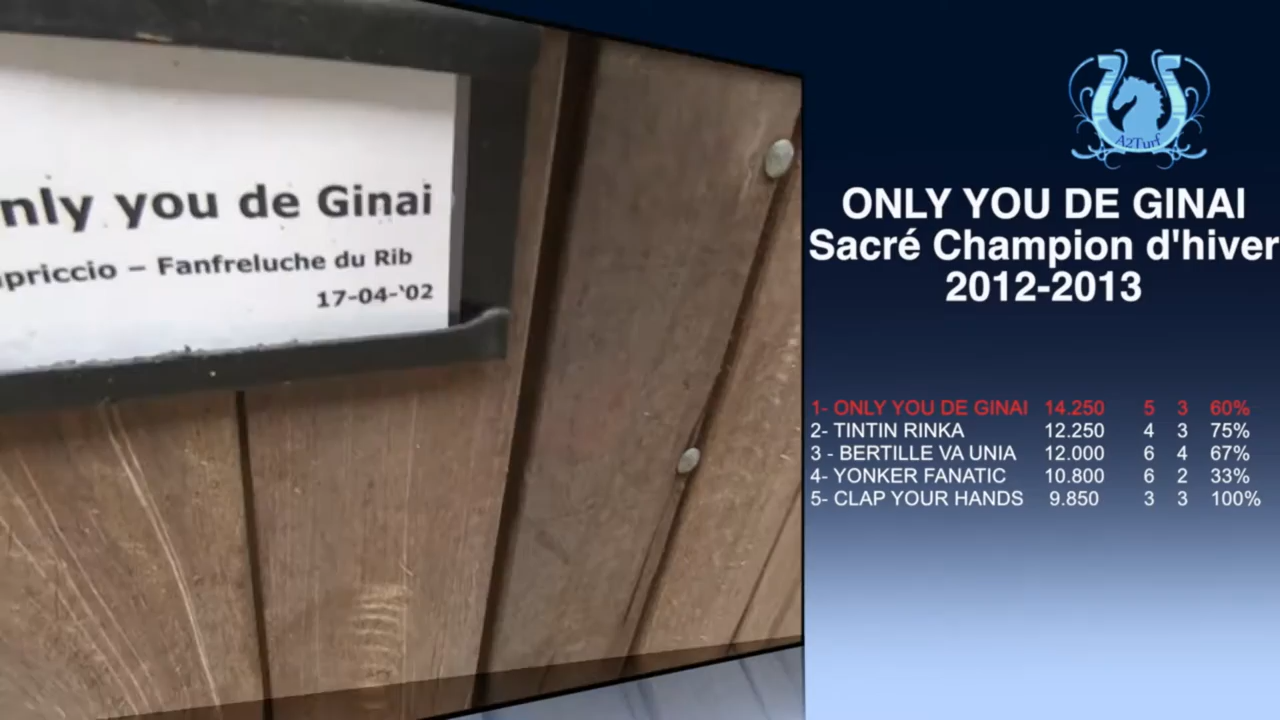 nly you de Ginai
priccio – Fanfreluche du Rib
17-04-‘02
A2Turf
ONLY YOU DE GINAI
Sacré Champion d'hiver
2012-2013
1- ONLY YOU DE GINAI 14.250 5 3 60%
2- TINTIN RINKA 12.250 4 3 75%
3 - BERTILLE VA UNIA 12.000 6 4 67%
4- YONKER FANATIC 10.800 6 2 33%
5- CLAP YOUR HANDS 9.850 3 3 100%